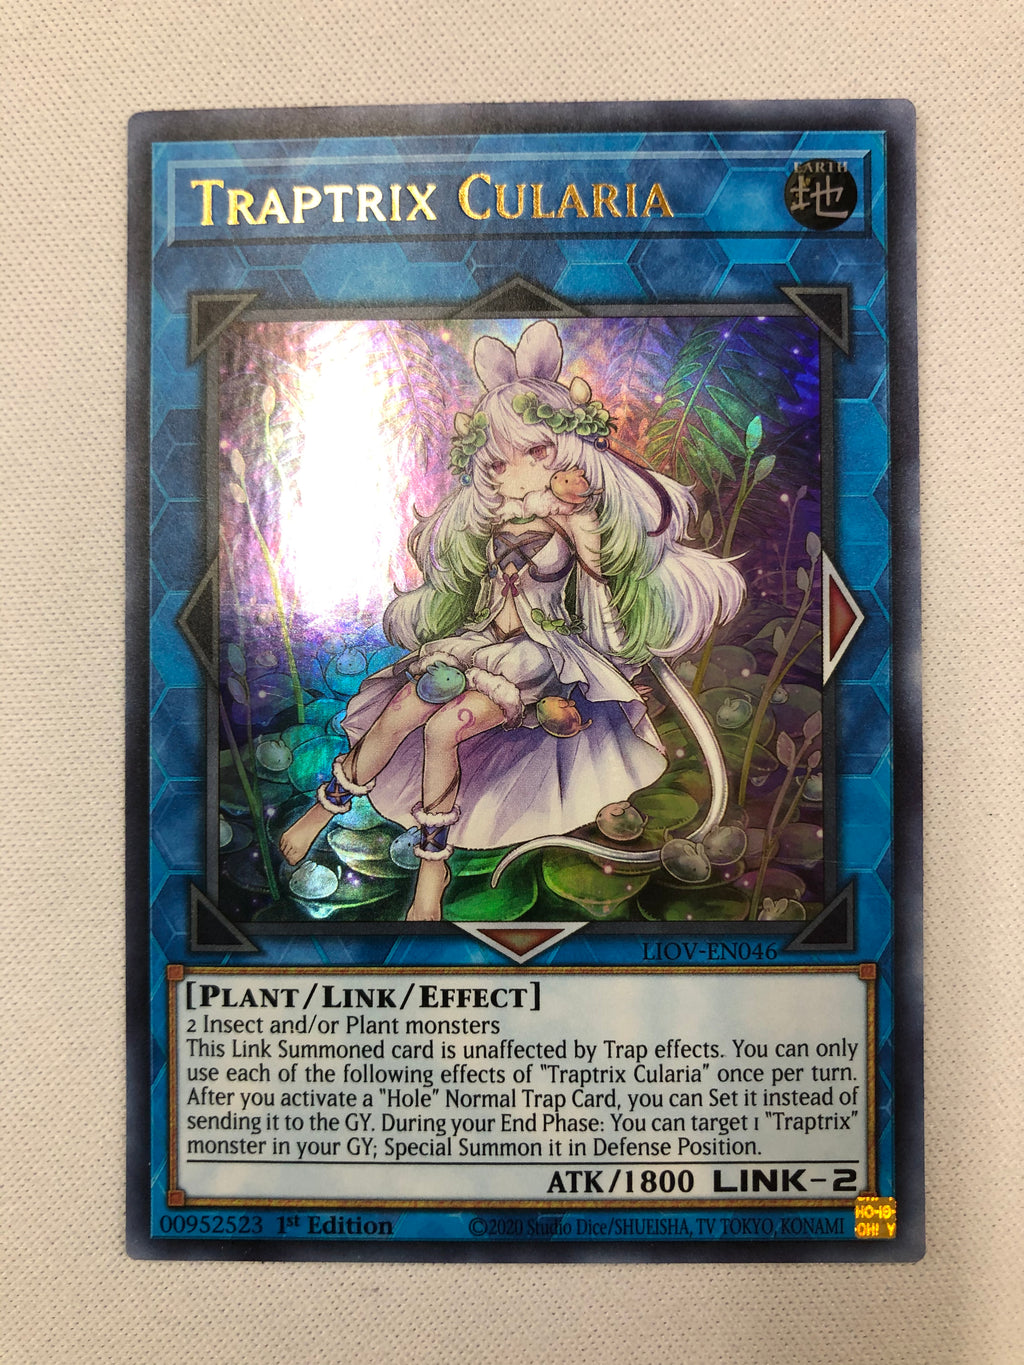 TRAPTRIX CULARIA
EARTH
地
LIOV-EN046
[PLANT/LINK/EFFECT]
2 Insect and/or Plant monsters
This Link Summoned card is unaffected by Trap effects. You can only
use each of the following effects of "Traptrix Cularia" once per turn.
After you activate a "Hole" Normal Trap Card, you can Set it instead of
sending it to the GY. During your End Phase: You can target 1 "Traptrix"
monster in your GY; Special Summon it in Defense Position.
ATK/1800 LINK-2
00952523 1st Edition ©2020 Studio Dice/SHUEISHA, TV TOKYO, KONAMI